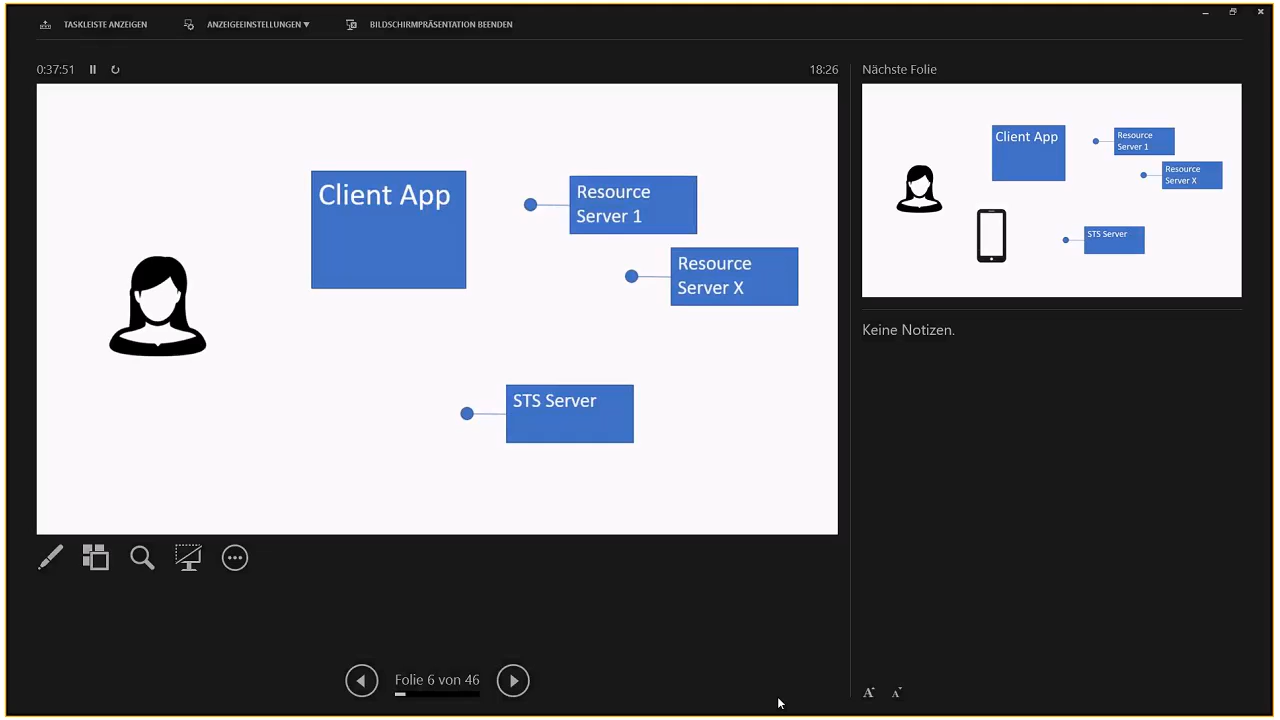 TASKLEISTE ANZEIGEN
ANZEIGEEINSTELLUNGEN ▼
BILDSCHIRMPRÄSENTATION BEENDEN
0:37:51
18:26
Client App
Resource
Server 1
Resource
Server X
STS Server
Folie 6 von 46
Nächste Folie
Client App
Resource
Server 1
Resource
Server X
STS Server
Keine Notizen.
A
A